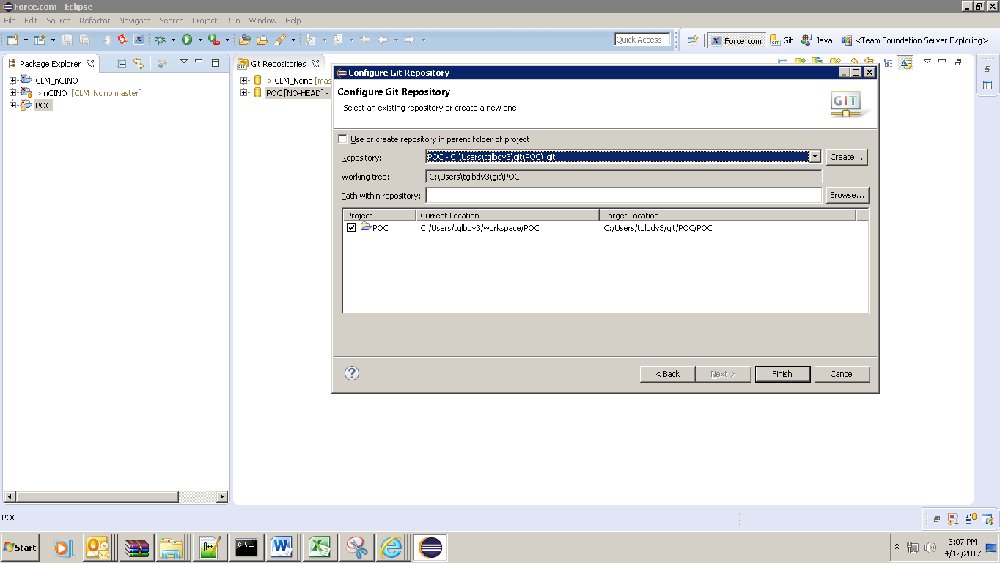 Force.com - Eclipse
File Edit Source Refactor Navigate Search Project Run Window Help
Quick Access
Force.com Git Java <Team Foundation Server Exploring>
Package Explorer
CLM_nCINO
> nCINO [CLM_Ncino master]
POC
Git Repositories
> CLM_Ncino [mas
POC [NO-HEAD] -
Configure Git Repository
Configure Git Repository
Select an existing repository or create a new one
GIT
Use or create repository in parent folder of project
Repository: POC - C:\Users\tglbdv3\git\POC\.git Create...
Working tree: C:\Users\tglbdv3\git\POC
Path within repository: Browse...
Project Current Location Target Location
POC C:/Users/tglbdv3/workspace/POC C:/Users/tglbdv3/git/POC/POC
? < Back Next > Finish Cancel
POC
Start
C:\_
3:07 PM
4/12/2017